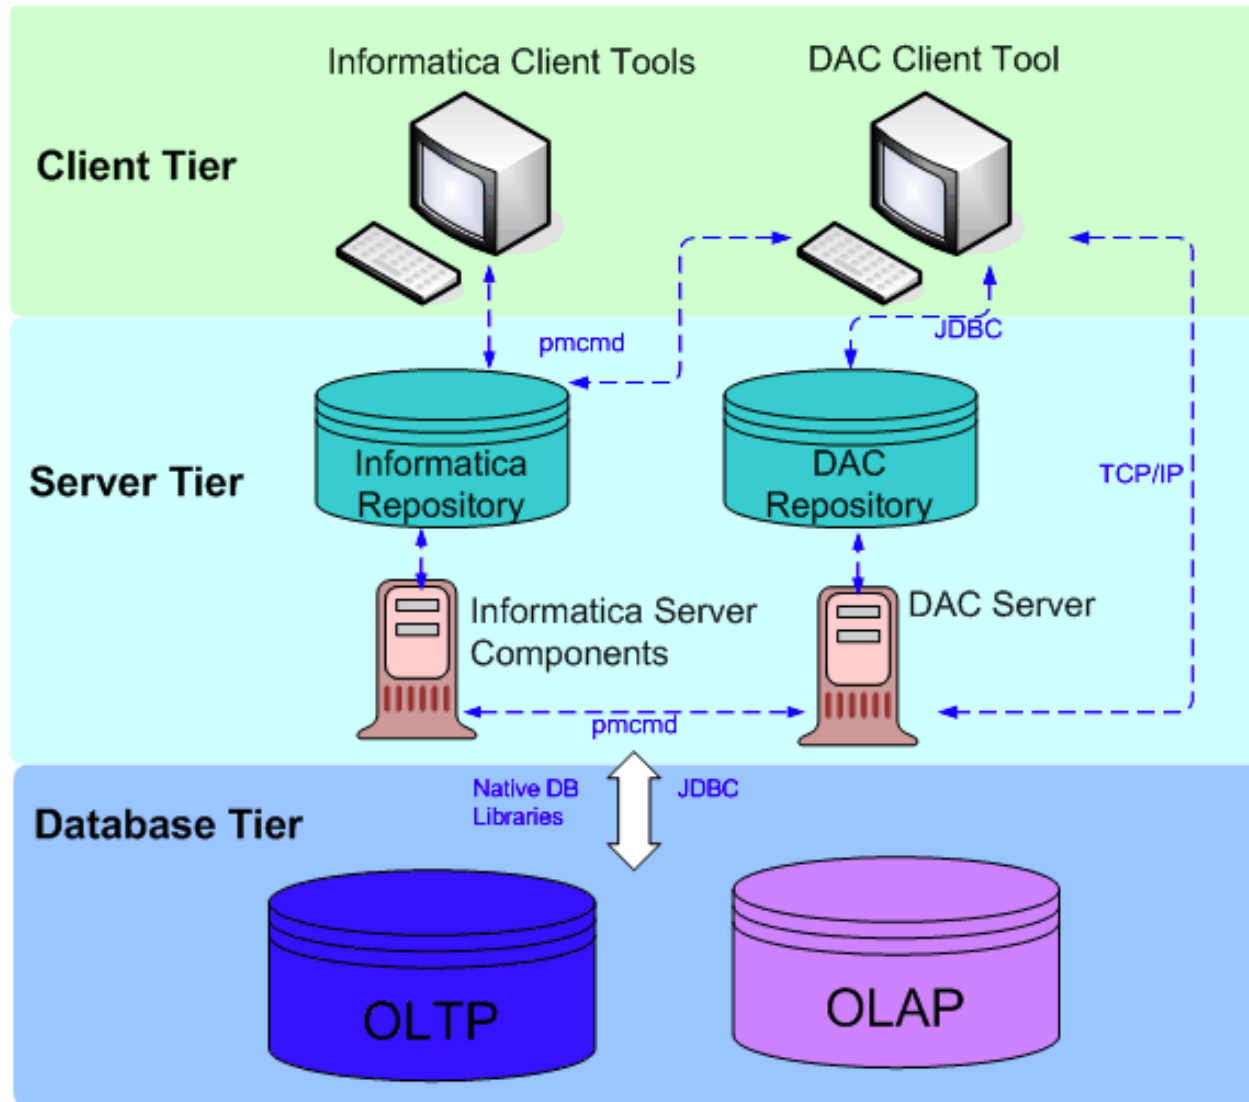 Informatica Client Tools
DAC Client Tool
Client Tier
pmcmd
JDBC
Informatica
Repository
DAC
Repository
Server Tier
TCP/IP
Informatica Server
Components
DAC Server
pmcmd
Native DB
Libraries
JDBC
Database Tier
OLTP
OLAP